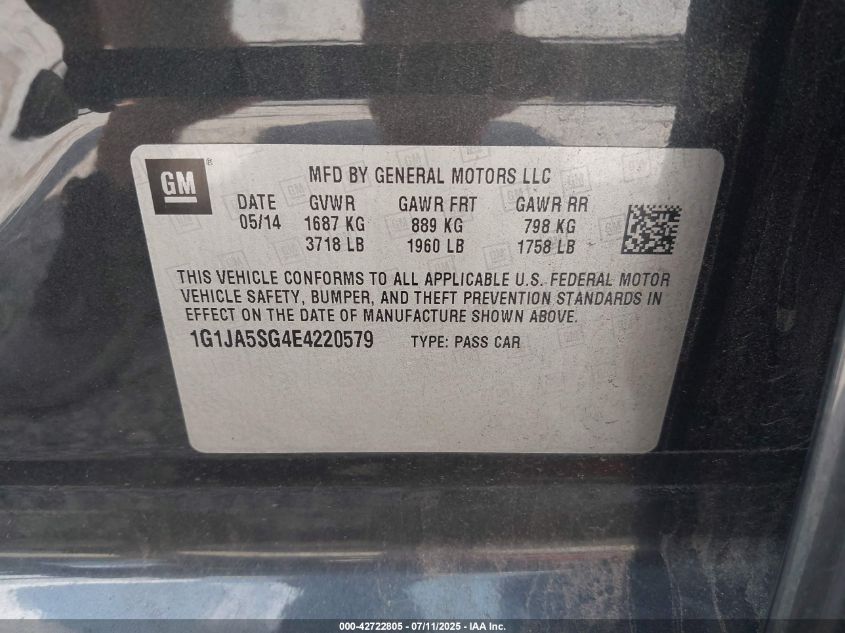 GM ®
MFD BY GENERAL MOTORS LLC
DATE GVWR GAWR FRT GAWR RR
05/14 1687 KG 889 KG 798 KG
3718 LB 1960 LB 1758 LB
THIS VEHICLE CONFORMS TO ALL APPLICABLE U.S. FEDERAL MOTOR
VEHICLE SAFETY, BUMPER, AND THEFT PREVENTION STANDARDS IN
EFFECT ON THE DATE OF MANUFACTURE SHOWN ABOVE.
1G1JA5SG4E4220579 TYPE: PASS CAR
000-42722805 - 07/11/2025 - IAA Inc.